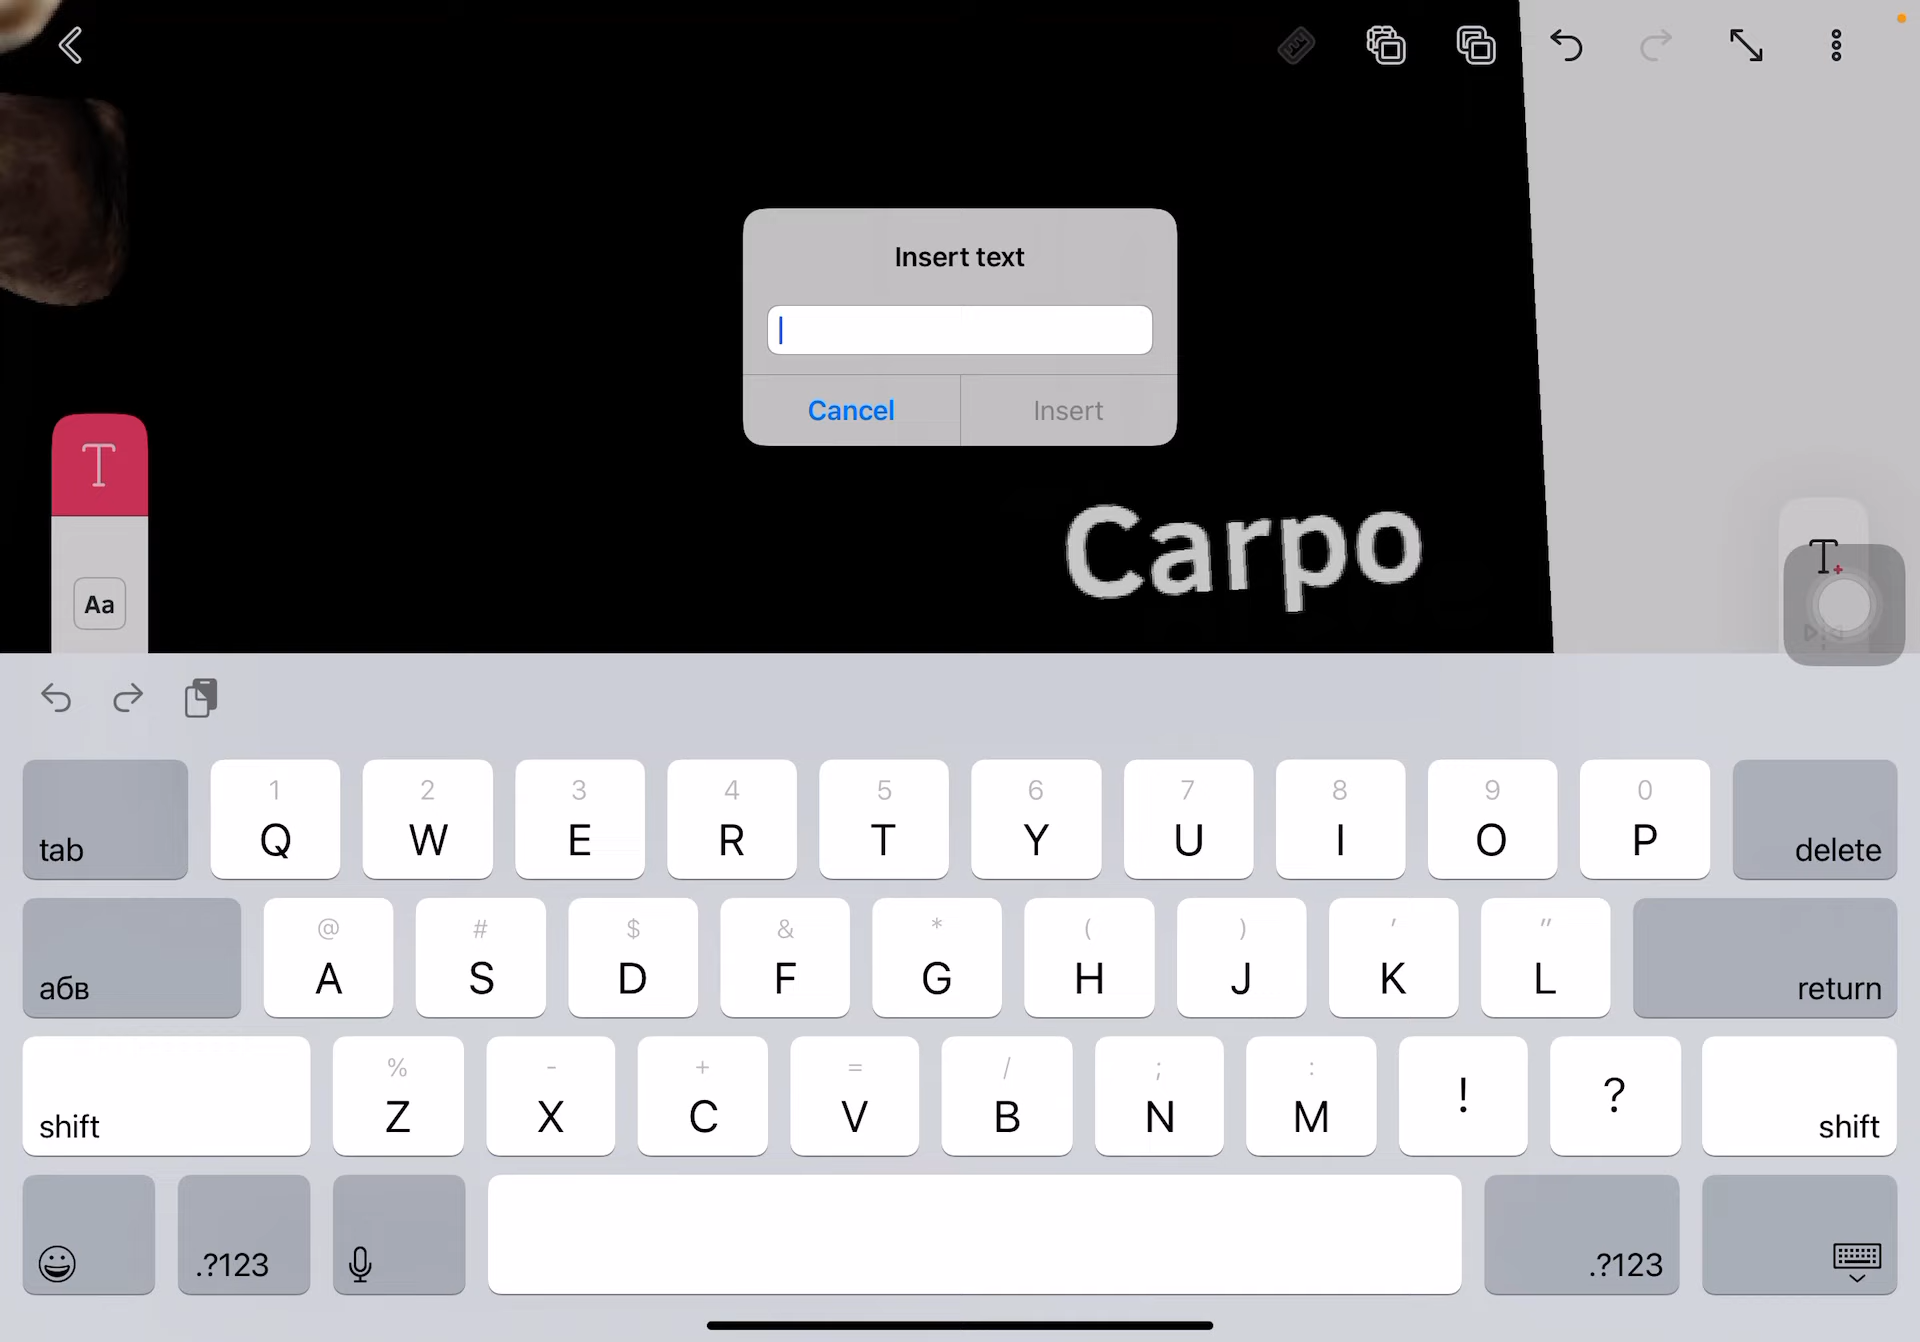 Insert text
Cancel Insert
T
Carpo
Aa
T
tab 1 Q 2 W 3 E 4 R 5 T 6 Y 7 U 8 I 9 O 0 P delete
абв @ A # S $ D & F * G ( H ) J ' K " L return
shift % Z - X + C = V / B ; N : M ! ? shift
.?123 .?123